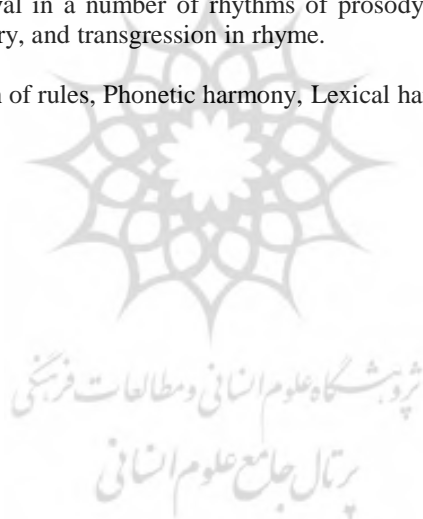 val in a number of rhythms of prosody
ry, and transgression in rhyme.
n of rules, Phonetic harmony, Lexical ha
پژوهشگاه علوم انسانی و مطالعات فرهنگی
پرتال جامع علوم انسانی